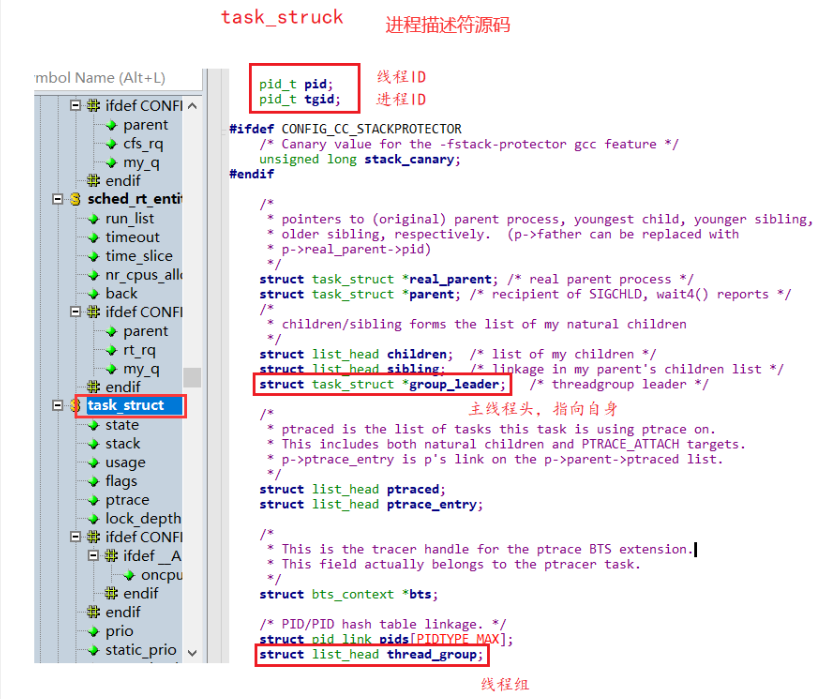 task_struck
进程描述符源码
mbol Name (Alt+L)
ifdef CONFI
parent
cfs_rq
my_q
endif
sched_rt_enti
run_list
timeout
time_slice
nr_cpus_allo
back
ifdef CONFI
parent
rt_rq
my_q
endif
task_struct
state
stack
usage
flags
ptrace
lock_depth
ifdef CONFI
ifdef __A
oncpu
endif
endif
prio
static_prio
pid_t pid; 线程ID
pid_t tgid; 进程ID
#ifdef CONFIG_CC_STACKPROTECTOR
/* Canary value for the -fstack-protector gcc feature */
unsigned long stack_canary;
#endif
/*
* pointers to (original) parent process, youngest child, younger sibling,
* older sibling, respectively. (p->father can be replaced with
* p->real_parent->pid)
*/
struct task_struct *real_parent; /* real parent process */
struct task_struct *parent; /* recipient of SIGCHLD, wait4() reports */
/*
* children/sibling forms the list of my natural children
*/
struct list_head children; /* list of my children */
struct list_head sibling; /* linkage in my parent's children list */
struct task_struct *group_leader; /* threadgroup leader */
主线程头，指向自身
/*
* ptraced is the list of tasks this task is using ptrace on.
* This includes both natural children and PTRACE_ATTACH targets.
* p->ptrace_entry is p's link on the p->parent->ptraced list.
*/
struct list_head ptraced;
struct list_head ptrace_entry;
/*
* This is the tracer handle for the ptrace BTS extension.
* This field actually belongs to the ptracer task.
*/
struct bts_context *bts;
/* PID/PID hash table linkage. */
struct pid_link pids[PIDTYPE_MAX];
struct list_head thread_group;
线程组